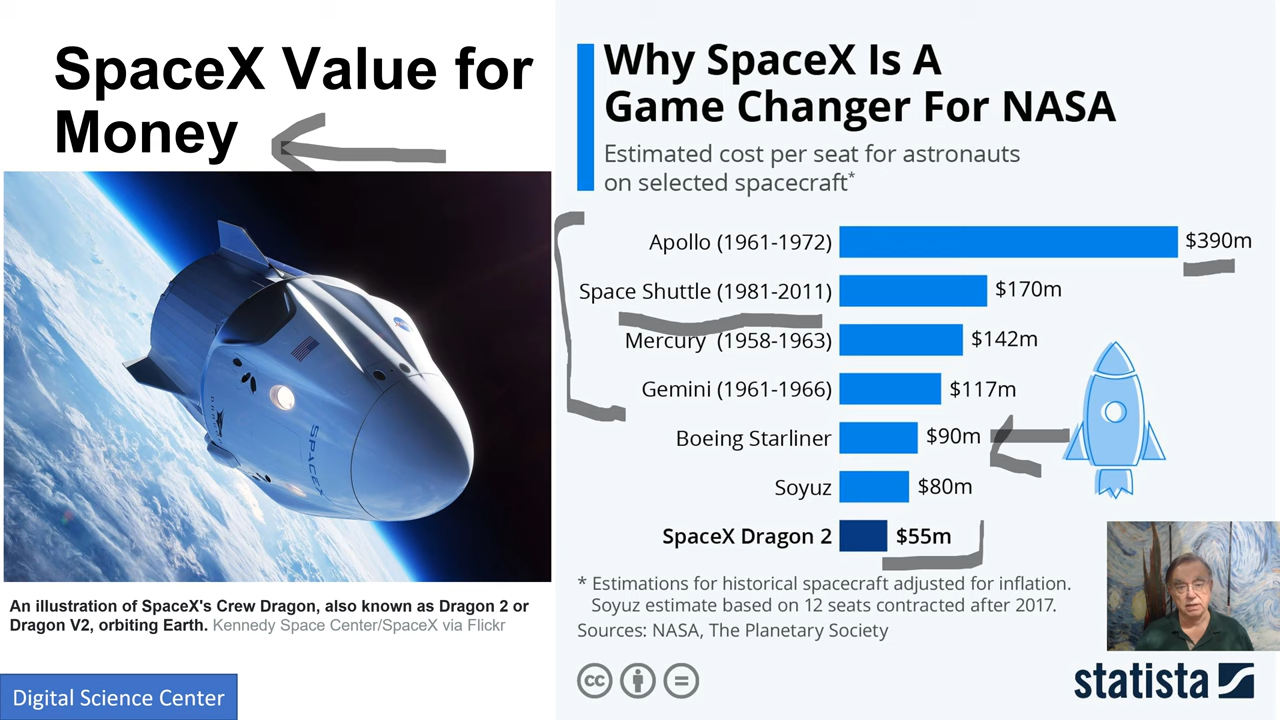 SpaceX Value for
Money
An illustration of SpaceX's Crew Dragon, also known as Dragon 2 or
Dragon V2, orbiting Earth. Kennedy Space Center/SpaceX via Flickr
Digital Science Center
Why SpaceX Is A
Game Changer For NASA
Estimated cost per seat for astronauts
on selected spacecraft*
Apollo (1961-1972) $390m
Space Shuttle (1981-2011) $170m
Mercury (1958-1963) $142m
Gemini (1961-1966) $117m
Boeing Starliner $90m
Soyuz $80m
SpaceX Dragon 2 $55m
* Estimations for historical spacecraft adjusted for inflation.
Soyuz estimate based on 12 seats contracted after 2017.
Sources: NASA, The Planetary Society
cc
statista
SPACEX